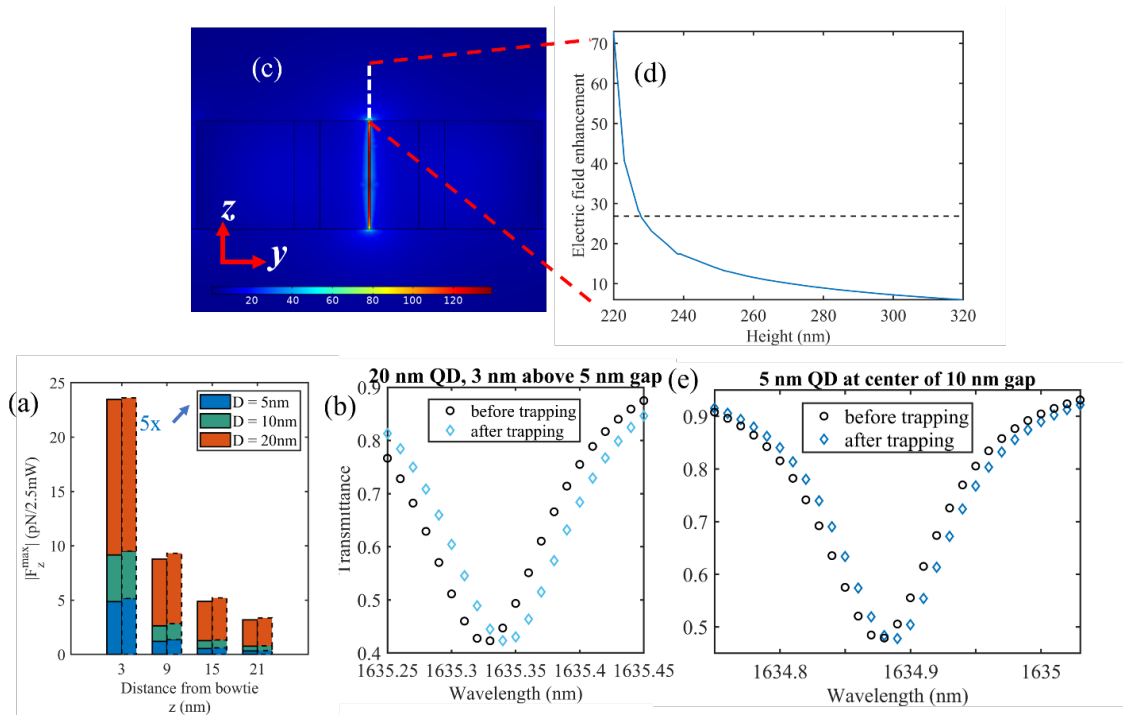 (c)
z
y
20 40 60 80 100 120
(d)
Electric field enhancement
70
60
50
40
30
20
10
220 240 260 280 300 320
Height (nm)
(a)
|F_z^max| (pN/2.5mW)
25
20
15
10
5
0
5x
D = 5nm
D = 10nm
D = 20nm
3 9 15 21
Distance from bowtie
z (nm)
(b)
20 nm QD, 3 nm above 5 nm gap
before trapping
after trapping
Transmittance
0.9
0.8
0.7
0.6
0.5
0.4
1635.25 1635.3 1635.35 1635.4 1635.45
Wavelength (nm)
(e)
5 nm QD at center of 10 nm gap
before trapping
after trapping
0.9
0.8
0.7
0.6
0.5
1634.8 1634.9 1635
Wavelength (nm)